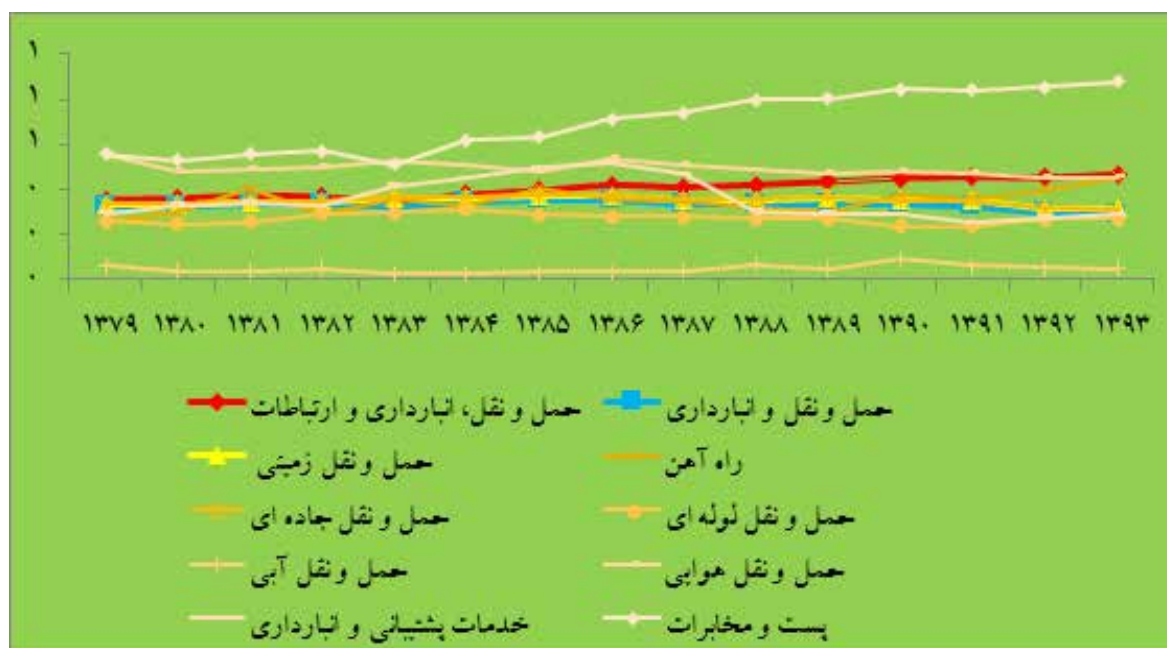 ۱
۱
۱
۰
۰
۰
۱۳۷۹ ۱۳۸۰ ۱۳۸۱ ۱۳۸۲ ۱۳۸۳ ۱۳۸۴ ۱۳۸۵ ۱۳۸۶ ۱۳۸۷ ۱۳۸۸ ۱۳۸۹ ۱۳۹۰ ۱۳۹۱ ۱۳۹۲ ۱۳۹۳
حمل و نقل، انبارداری و ارتباطات
حمل و نقل و انبارداری
حمل و نقل زمینی
راه آهن
حمل و نقل جاده ای
حمل و نقل لوله ای
حمل و نقل آبی
حمل و نقل هوایی
خدمات پشتیبانی و انبارداری
پست و مخابرات